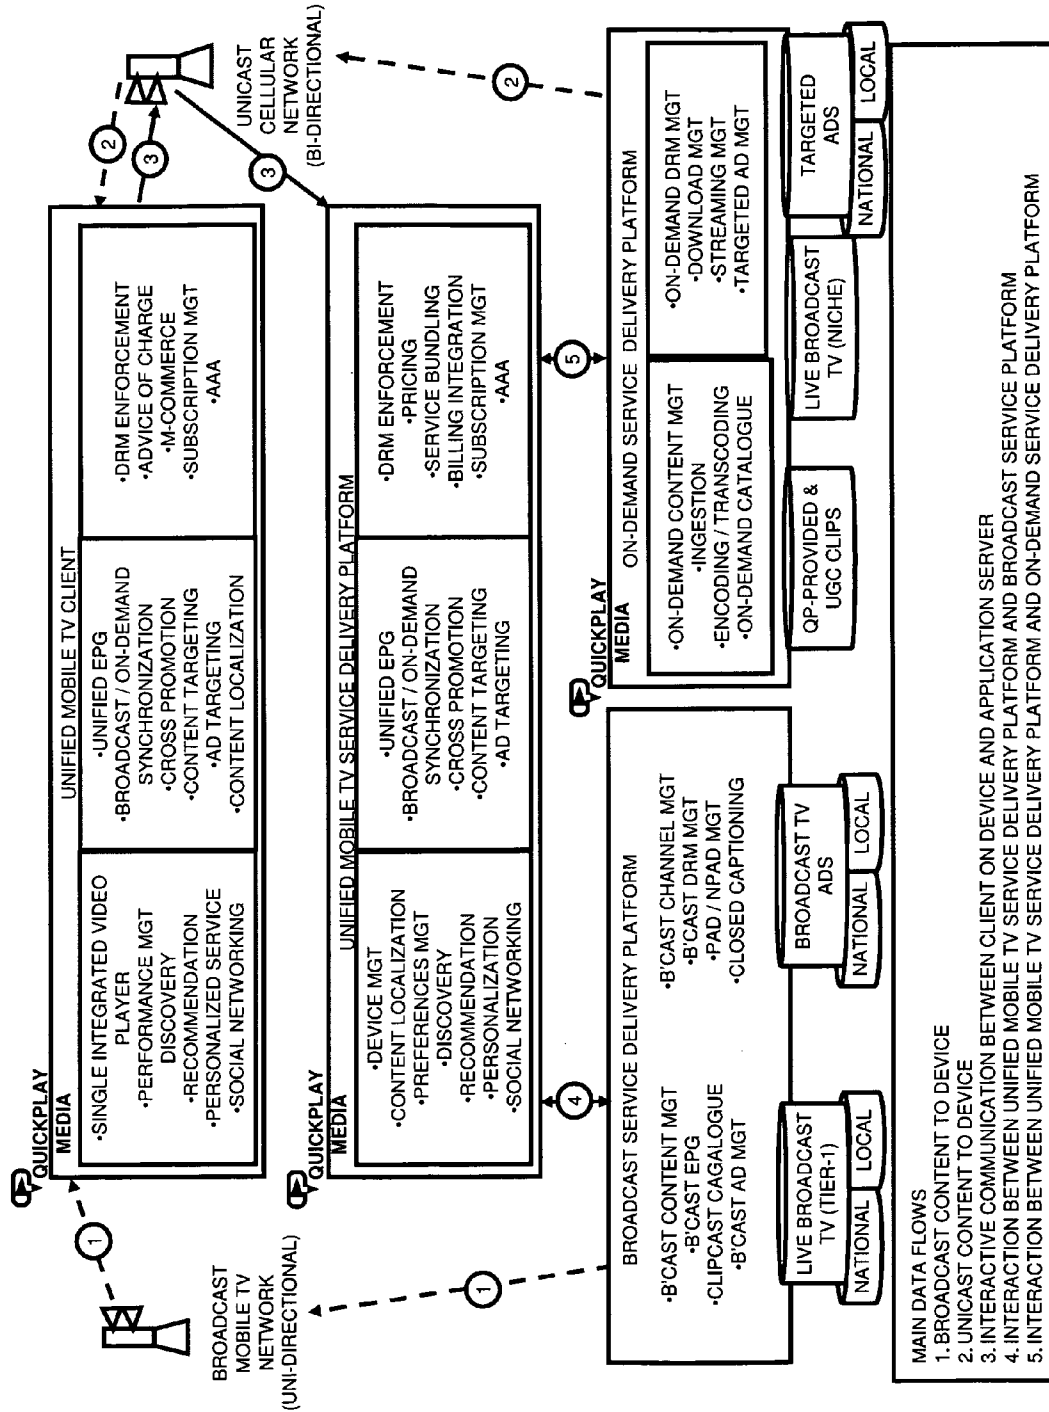 QUICKPLAY
MEDIA
UNIFIED MOBILE TV CLIENT
•SINGLE INTEGRATED VIDEO
PLAYER
•PERFORMANCE MGT
DISCOVERY
•RECOMMENDATION
PERSONALIZED SERVICE
•SOCIAL NETWORKING
•UNIFIED EPG
•BROADCAST / ON-DEMAND
SYNCHRONIZATION
•CROSS PROMOTION
•CONTENT TARGETING
•AD TARGETING
•CONTENT LOCALIZATION
•DRM ENFORCEMENT
•ADVICE OF CHARGE
•M-COMMERCE
•SUBSCRIPTION MGT
•AAA
1
BROADCAST
MOBILE TV
NETWORK
(UNI-DIRECTIONAL)
1
2
3
UNICAST
CELLULAR
NETWORK
(BI-DIRECTIONAL)
3
2
QUICKPLAY
MEDIA
UNIFIED MOBILE TV SERVICE DELIVERY PLATFORM
•DEVICE MGT
•CONTENT LOCALIZATION
•PREFERENCES MGT
•DISCOVERY
•RECOMMENDATION
•PERSONALIZATION
•SOCIAL NETWORKING
•UNIFIED EPG
•BROADCAST / ON-DEMAND
SYNCHRONIZATION
•CROSS PROMOTION
•CONTENT TARGETING
•AD TARGETING
•DRM ENFORCEMENT
•PRICING
•SERVICE BUNDLING
•BILLING INTEGRATION
•SUBSCRIPTION MGT
•AAA
4
5
BROADCAST SERVICE DELIVERY PLATFORM
•B'CAST CONTENT MGT
•B'CAST EPG
•CLIPCAST CAGALOGUE
•B'CAST AD MGT
•B'CAST CHANNEL MGT
•B'CAST DRM MGT
•PAD / NPAD MGT
•CLOSED CAPTIONING
LIVE BROADCAST
TV (TIER-1)
NATIONAL
LOCAL
BROADCAST TV
ADS
NATIONAL
LOCAL
QUICKPLAY
MEDIA
ON-DEMAND SERVICE DELIVERY PLATFORM
•ON-DEMAND CONTENT MGT
•INGESTION
•ENCODING / TRANSCODING
•ON-DEMAND CATALOGUE
•ON-DEMAND DRM MGT
•DOWNLOAD MGT
•STREAMING MGT
•TARGETED AD MGT
QP-PROVIDED &
UGC CLIPS
LIVE BROADCAST
TV (NICHE)
TARGETED
ADS
NATIONAL
LOCAL
MAIN DATA FLOWS
1. BROADCAST CONTENT TO DEVICE
2. UNICAST CONTENT TO DEVICE
3. INTERACTIVE COMMUNICATION BETWEEN CLIENT ON DEVICE AND APPLICATION SERVER
4. INTERACTION BETWEEN UNIFIED MOBILE TV SERVICE DELIVERY PLATFORM AND BROADCAST SERVICE PLATFORM
5. INTERACTION BETWEEN UNIFIED MOBILE TV SERVICE DELIVERY PLATFORM AND ON-DEMAND SERVICE DELIVERY PLATFORM